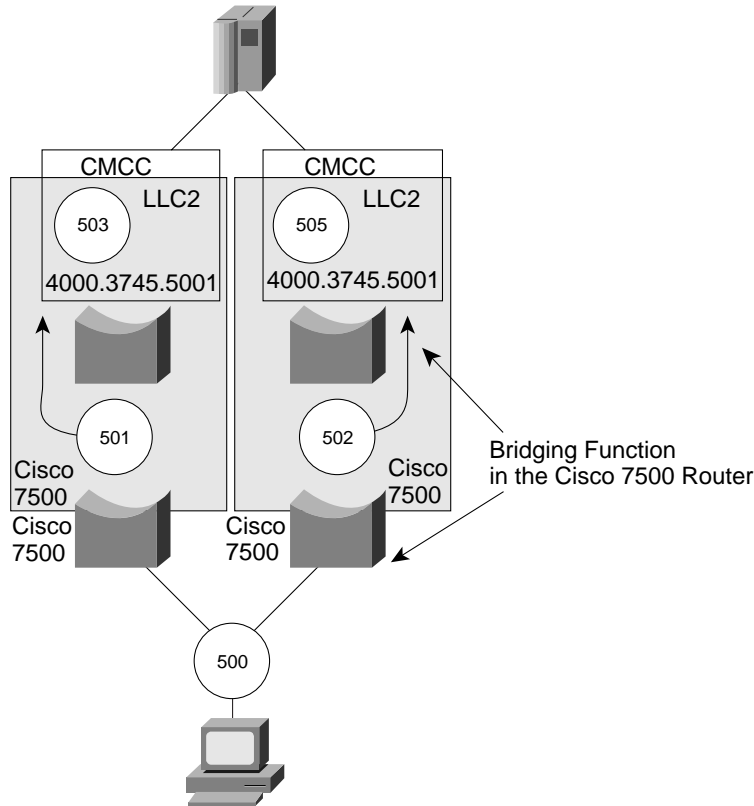 CMCC
CMCC
LLC2
LLC2
503
505
4000.3745.5001
4000.3745.5001
501
502
Bridging Function
in the Cisco 7500 Router
Cisco
7500
Cisco
7500
Cisco
7500
Cisco
7500
500